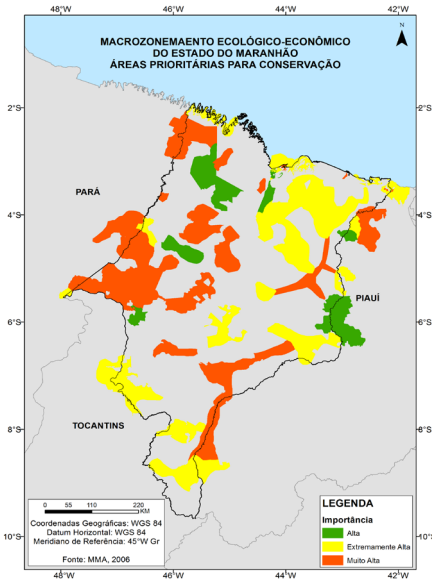 48°W 46°W 44°W 42°W
N
MACROZONEMAENTO ECOLÓGICO-ECONÔMICO
DO ESTADO DO MARANHÃO
ÁREAS PRIORITÁRIAS PARA CONSERVAÇÃO
2°S 2°S
PARÁ
4°S 4°S
PIAUÍ
6°S 6°S
TOCANTINS
8°S 8°S
0 55 110 220
KM
Coordenadas Geográficas: WGS 84
Datum Horizontal: WGS 84
Meridiano de Referência: 45°W Gr
Fonte: MMA, 2006
LEGENDA
Importância
Alta
Extremamente Alta
Muito Alta
10°S 10°S
48°W 46°W 44°W 42°W